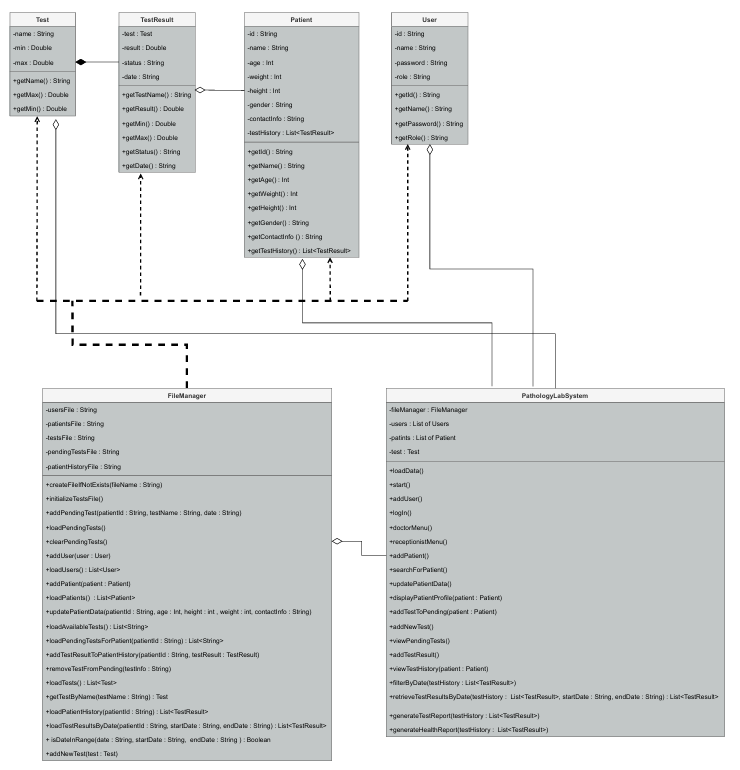 Test
-name : String
-min : Double
-max : Double
+getName() : String
+getMax() : Double
+getMin() : Double
TestResult
-test : Test
-result : Double
-status : String
-date : String
+getTestName() : String
+getResult() : Double
+getMin() : Double
+getMax() : Double
+getStatus() : String
+getDate() : String
Patient
-id : String
-name : String
-age : Int
-weight : Int
-height : Int
-gender : String
-contactInfo : String
-testHistory : List<TestResult>
+getId() : String
+getName() : String
+getAge() : Int
+getWeight() : Int
+getHeight() : Int
+getGender() : String
+getContactInfo () : String
+getTestHistory() : List<TestResult>
User
-id : String
-name : String
-password : String
-role : String
+getId() : String
+getName() : String
+getPassword() : String
+getRole() : String
FileManager
-usersFile : String
-patientsFile : String
-testsFile : String
-pendingTestsFile : String
-patientHistoryFile : String
+createFileIfNotExists(fileName : String)
+initializeTestsFile()
+addPendingTest(patientId : String, testName : String, date : String)
+loadPendingTests()
+clearPendingTests()
+addUser(user : User)
+loadUsers() : List<User>
+addPatient(patient : Patient)
+loadPatients() : List<Patient>
+updatePatientData(patientId : String, age : Int, height : int , weight : int, contactInfo : String)
+loadAvailableTests() : List<String>
+loadPendingTestsForPatient(patientId : String) : List<String>
+addTestResultToPatientHistory(patientId : String, testResult : TestResult)
+removeTestFromPending(testInfo : String)
+loadTests() : List<Test>
+getTestByName(testName : String) : Test
+loadPatientHistory(patientId : String) : List<TestResult>
+loadTestResultsByDate(patientId : String, startDate : String, endDate : String) : List<TestResult>
+ isDateInRange(date : String, startDate : String, endDate : String ) : Boolean
+addNewTest(test : Test)
PathologyLabSystem
-fileManager : FileManager
-users : List of Users
-patints : List of Patient
-test : Test
+loadData()
+start()
+addUser()
+logIn()
+doctorMenu()
+receptionistMenu()
+addPatient()
+searchForPatient()
+updatePatientData()
+displayPatientProfile(patient : Patient)
+addTestToPending(patient : Patient)
+addNewTest()
+viewPendingTests()
+addTestResult()
+viewTestHistory(patient : Patient)
+filterByDate(testHistory : List<TestResult>)
+retrieveTestResultsByDate(testHistory : List<TestResult>, startDate : String, endDate : String) : List<TestResult>
+generateTestReport(testHistory : List<TestResult>)
+generateHealthReport(testHistory : List<TestResult>)